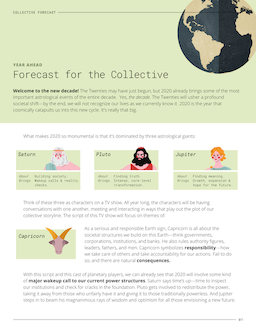 COLLECTIVE FORECAST
YEAR AHEAD
Forecast for the Collective
Welcome to the new decade! The Twenties may have just begun, but 2020 already brings some of the most
important astrological events of the entire decade. Yes, the decade. The Twenties will usher a profound
societal shift – by the end, we will not recognize our lives as we currently know it. 2020 is the year that
cosmically catapults us into this new cycle. It's really that big.
What makes 2020 so monumental is that it's dominated by three astrological giants:
Saturn
About Building society.
Brings Wakeup calls & reality
checks.
Pluto
About Finding truth.
Brings Intense, core-level
transformation.
Jupiter
About Finding meaning.
Brings Growth, expansion &
hope for the future.
Think of these three as characters on a TV show. All year long, the characters will be having
conversations with one another, meeting and interacting in ways that play out the plot of our
collective storyline. The script of this TV show will focus on themes of:
Capricorn
As a serious and responsible Earth sign, Capricorn is all about the
societal structures we build on this Earth – think governments,
corporations, institutions, and banks. He also rules authority figures,
leaders, fathers, and men. Capricorn symbolizes responsibility – how
we take care of others and take accountability for our actions. Fail to do
so, and there are natural consequences.
With this script and this cast of planetary players, we can already see that 2020 will involve some kind
of major wakeup call to our current power structures. Saturn says time's up – time to inspect
our institutions and check for cracks in the foundation. Pluto gets involved to redistribute the power,
taking it away from those who unfairly have it and giving it to those traditionally powerless. And Jupiter
steps in to beam his magnanimous rays of wisdom and optimism for all those envisioning a new future.